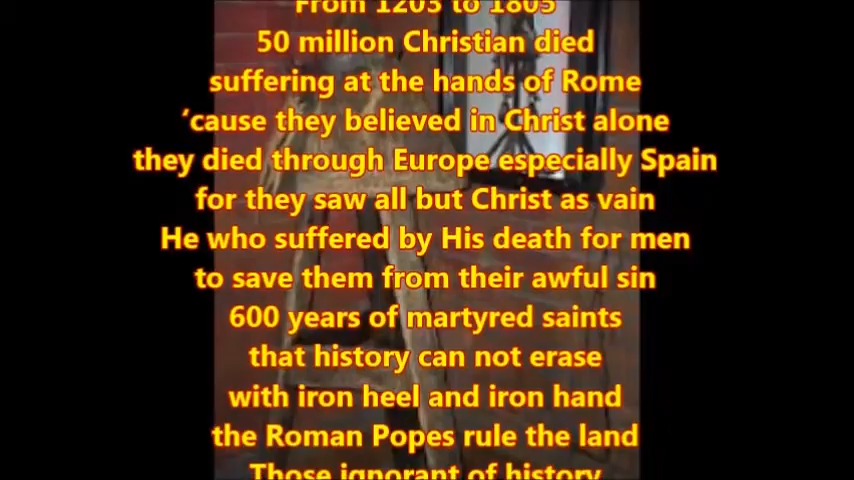 From 1203 to 1805
50 million Christian died
suffering at the hands of Rome
‘cause they believed in Christ alone
they died through Europe especially Spain
for they saw all but Christ as vain
He who suffered by His death for men
to save them from their awful sin
600 years of martyred saints
that history can not erase
with iron heel and iron hand
the Roman Popes rule the land
Those ignorant of history